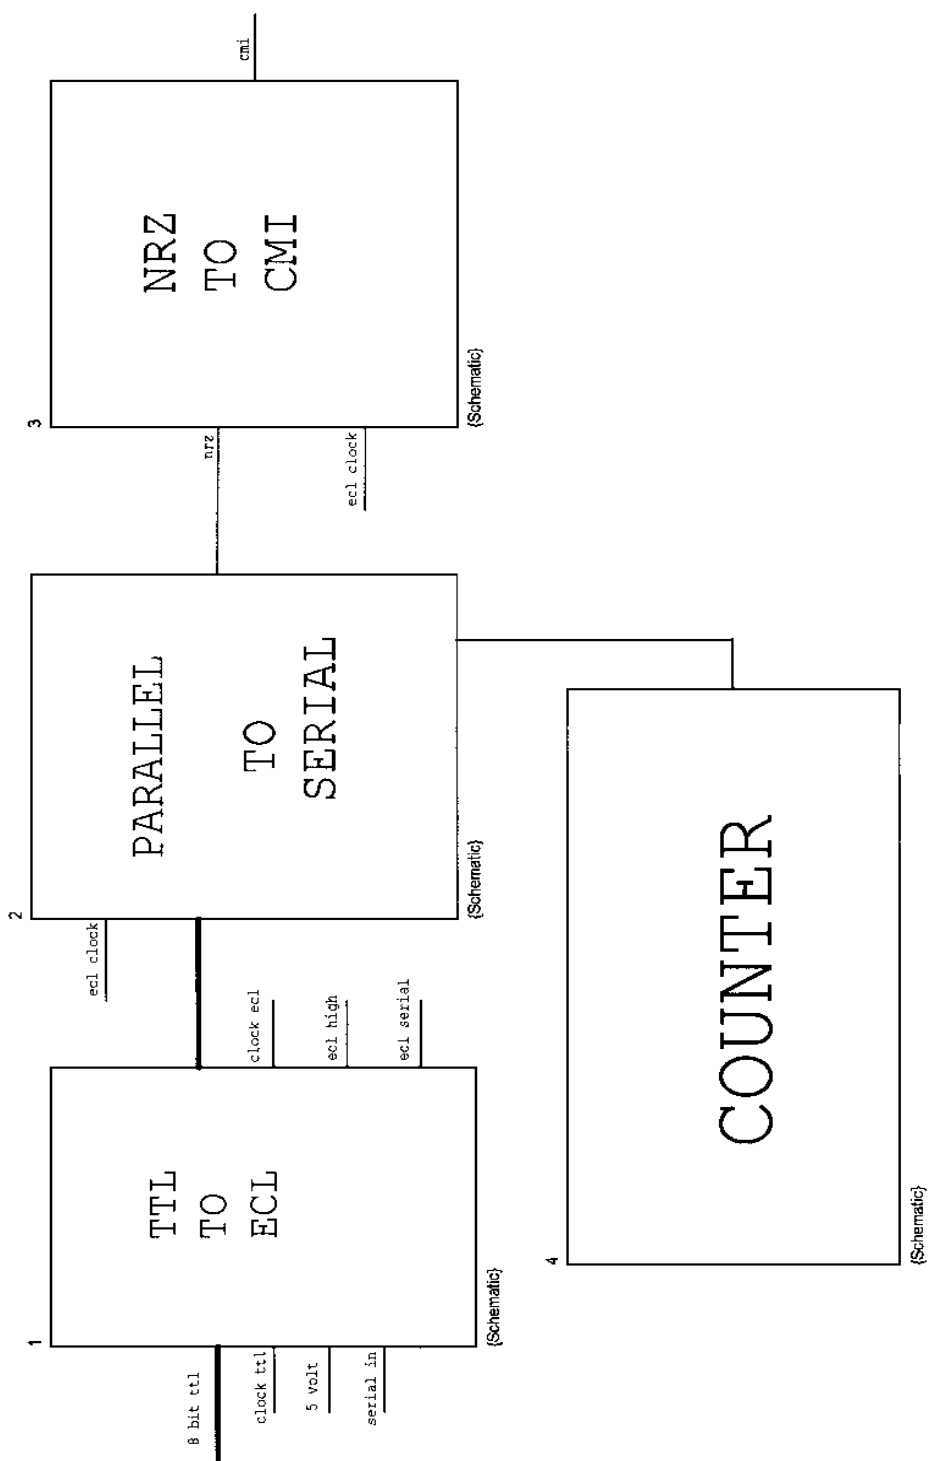 1
8 bit ttl
clock ttl
5 volt
serial in
TTL
TO
ECL
clock ecl
ecl high
ecl serial
{Schematic}
2
ecl clock
PARALLEL
TO
SERIAL
{Schematic}
3
nrz
ecl clock
NRZ
TO
CMI
cmi
{Schematic}
4
COUNTER
{Schematic}